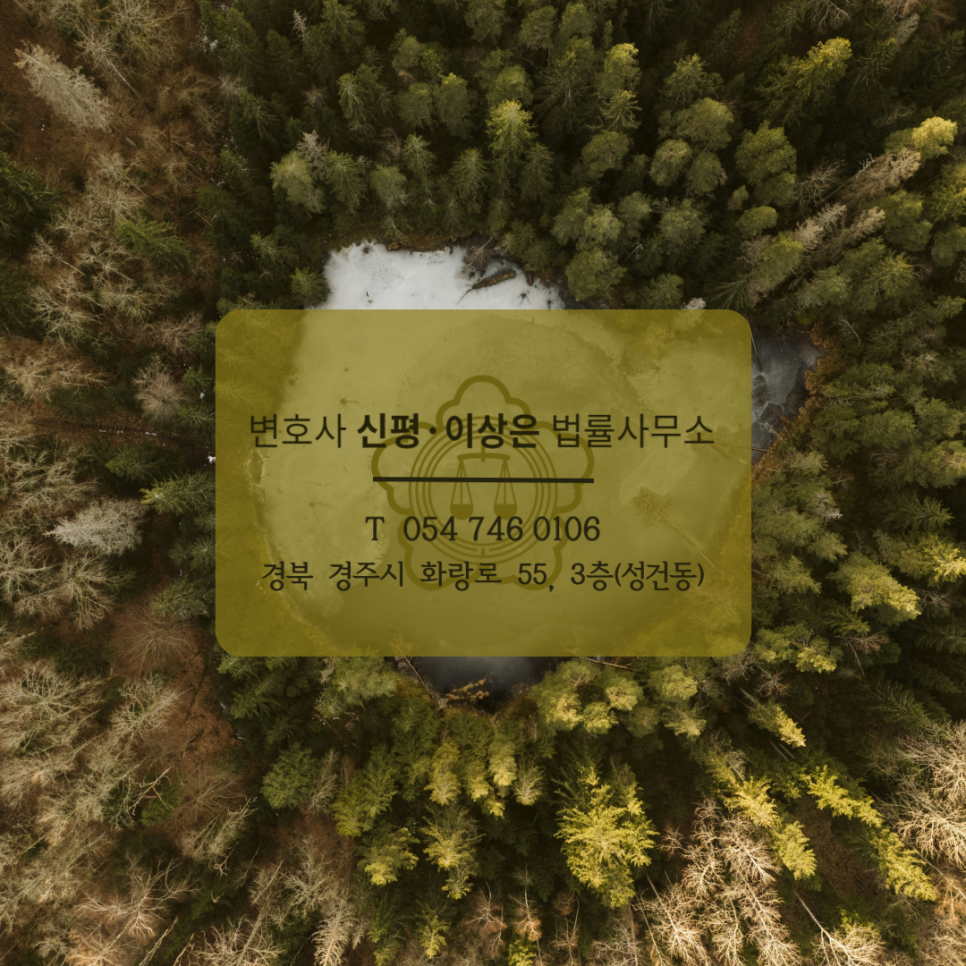 변호사 신평·이상은 법률사무소
T 054 746 0106
경북 경주시 화랑로 55, 3층(성건동)